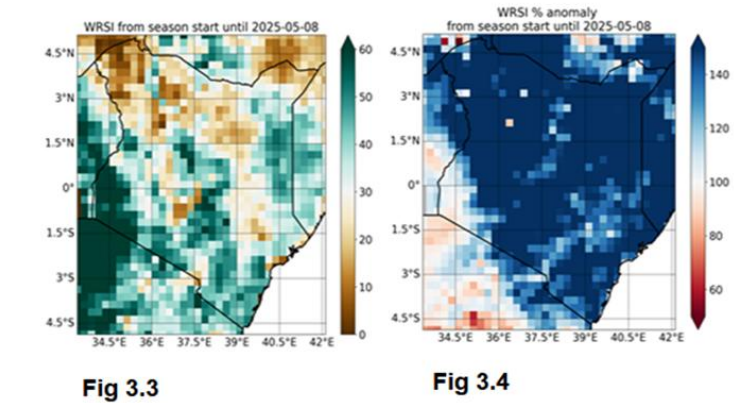 WRSI from season start until 2025-05-08
4.5°N
3°N
1.5°N
0°
1.5°S
3°S
4.5°S
34.5°E 36°E 37.5°E 39°E 40.5°E 42°E
60
50
40
30
20
10
0
Fig 3.3
WRSI % anomaly
from season start until 2025-05-08
4.5°N
3°N
1.5°N
0°
1.5°S
3°S
4.5°S
34.5°E 36°E 37.5°E 39°E 40.5°E 42°E
140
120
100
80
60
Fig 3.4